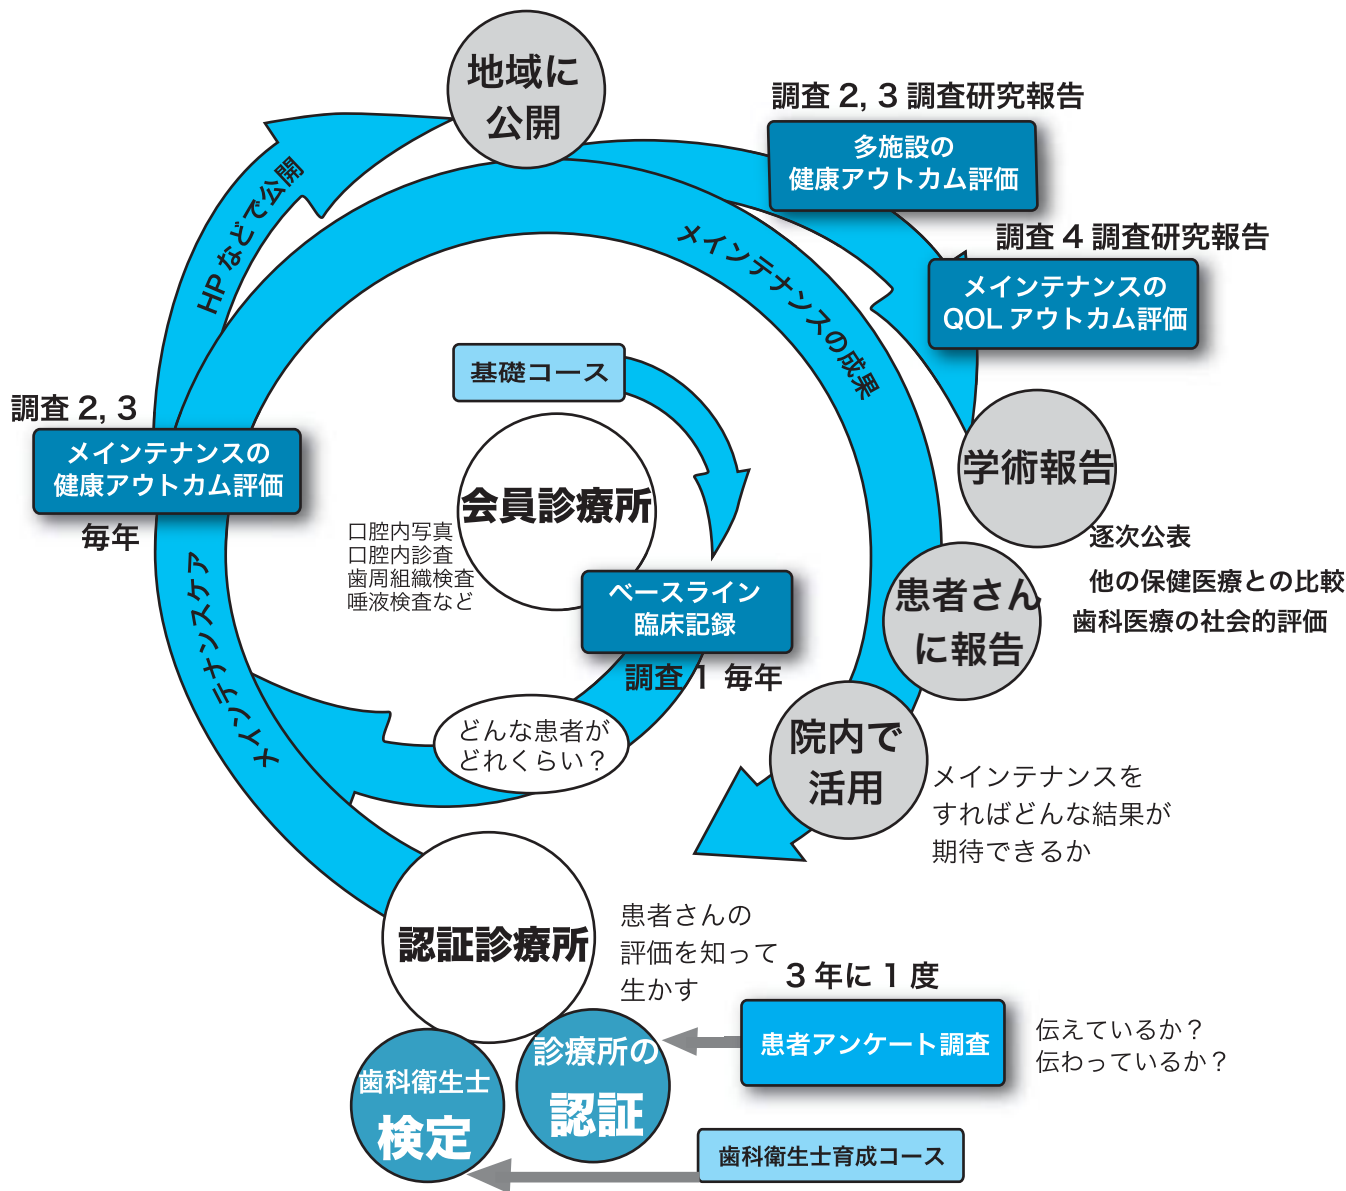 地域に
公開
調査 2, 3 調査研究報告
多施設の
健康アウトカム評価
調査 4 調査研究報告
メインテナンスの
QOL アウトカム評価
HP などで公開
メインテナンスの成果
基礎コース
調査 2, 3
メインテナンスの
健康アウトカム評価
毎年
会員診療所
口腔内写真
口腔内診査
歯周組織検査
唾液検査など
学術報告
逐次公表
他の保健医療との比較
歯科医療の社会的評価
ベースライン
臨床記録
調査 1 毎年
患者さん
に報告
メインテナンスケア
どんな患者が
どれくらい？
院内で
活用
メインテナンスを
すればどんな結果が
期待できるか
認証診療所
患者さんの
評価を知って
生かす
3 年に 1 度
患者アンケート調査
伝えているか？
伝わっているか？
診療所の
認証
歯科衛生士
検定
歯科衛生士育成コース